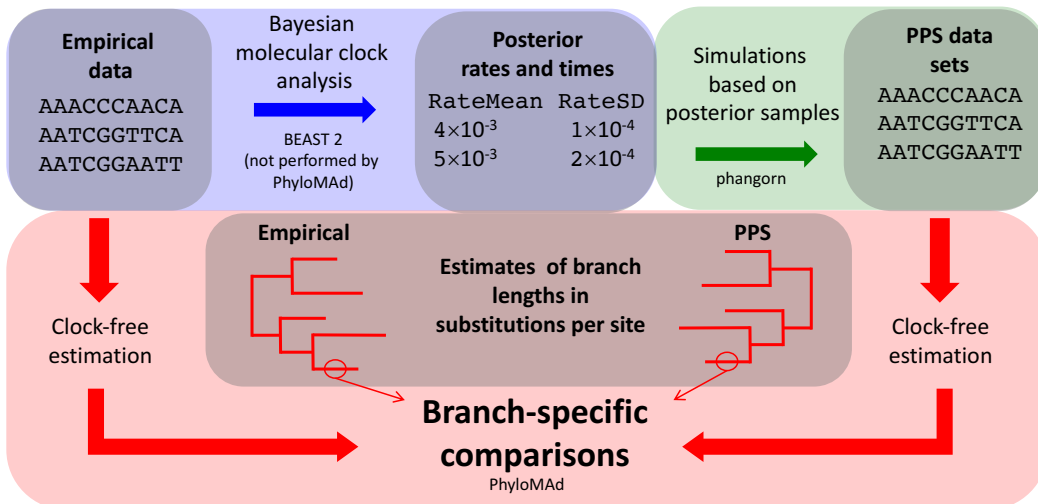 Empirical
data
AAACCCAACA
AATCGGTTCA
AATCGGAATT
Bayesian
molecular clock
analysis
BEAST 2
(not performed by
PhyloMAd)
Posterior
rates and times
RateMean RateSD
4×10⁻³ 1×10⁻⁴
5×10⁻³ 2×10⁻⁴
Simulations
based on
posterior samples
phangorn
PPS data
sets
AAACCCAACA
AATCGGTTCA
AATCGGAATT
Empirical
PPS
Estimates of branch
lengths in
substitutions per site
Clock-free
estimation
Clock-free
estimation
Branch-specific
comparisons
PhyloMAd